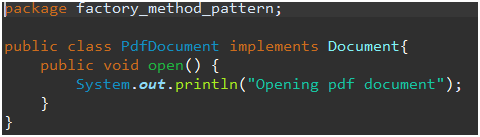 package factory_method_pattern;
public class PdfDocument implements Document{
    public void open() {
        System.out.println("Opening pdf document");
    }
}